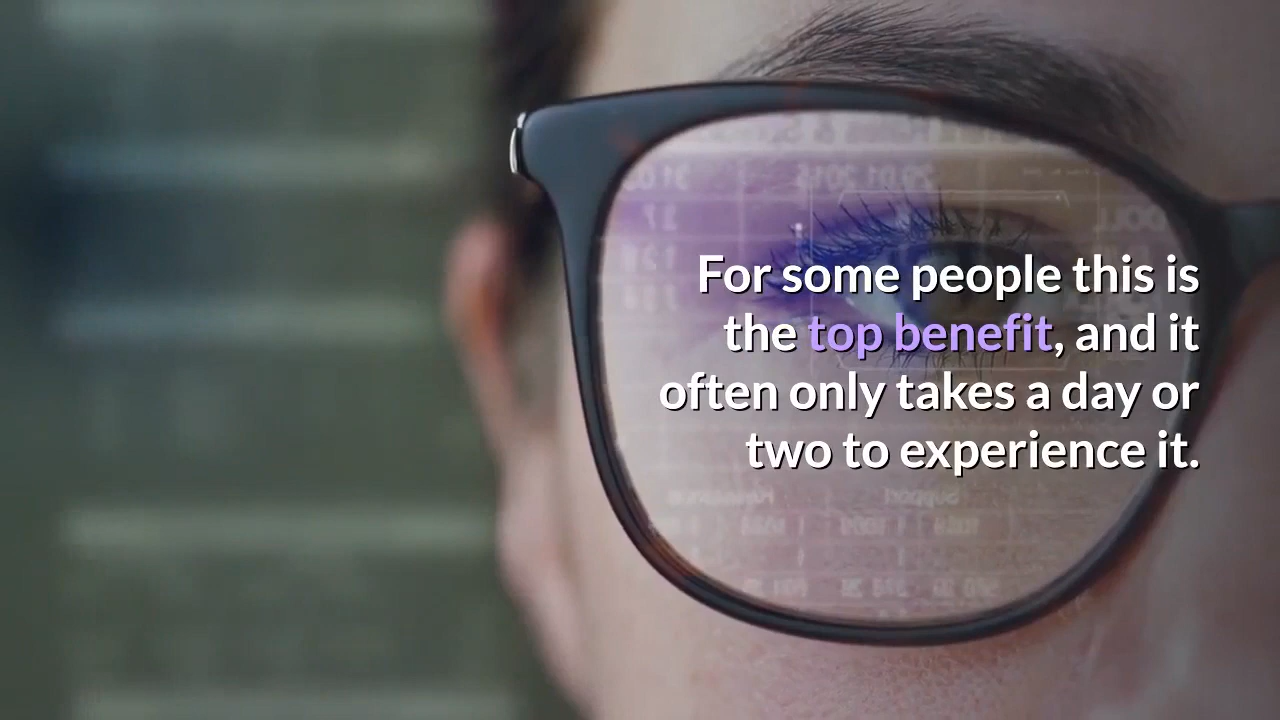 For some people this is
the top benefit, and it
often only takes a day or
two to experience it.